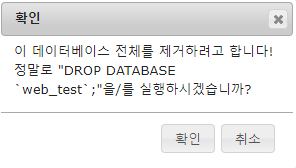 확인
이 데이터베이스 전체를 제거하려고 합니다!
정말로 "DROP DATABASE
`web_test`;"을/를 실행하시겠습니까?
확인
취소